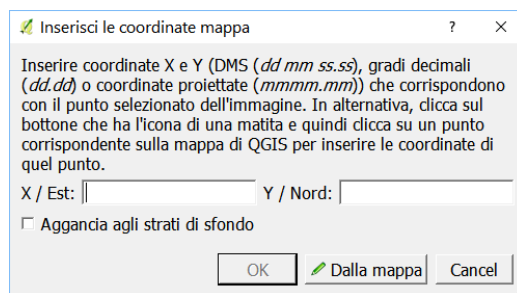 Inserisci le coordinate mappa
Inserire coordinate X e Y (DMS (dd mm ss.ss), gradi decimali
(dd.dd) o coordinate proiettate (mmmm.mm)) che corrispondono
con il punto selezionato dell'immagine. In alternativa, clicca sul
bottone che ha l'icona di una matita e quindi clicca su un punto
corrispondente sulla mappa di QGIS per inserire le coordinate di
quel punto.
X / Est: Y / Nord:
Aggancia agli strati di sfondo
OK Dalla mappa Cancel